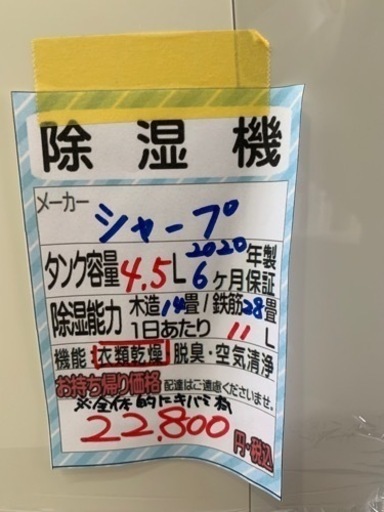 除湿機
メーカー
シャープ
2020年製
タンク容量4.5L 6ヶ月保証
除湿能力 木造14畳/鉄筋28畳
1日あたり 11L
機能:衣類乾燥 脱臭・空気清浄
お持ち帰り価格 配達はご遠慮くださいませ。
※全体的にキバミ有
22,800円・税込